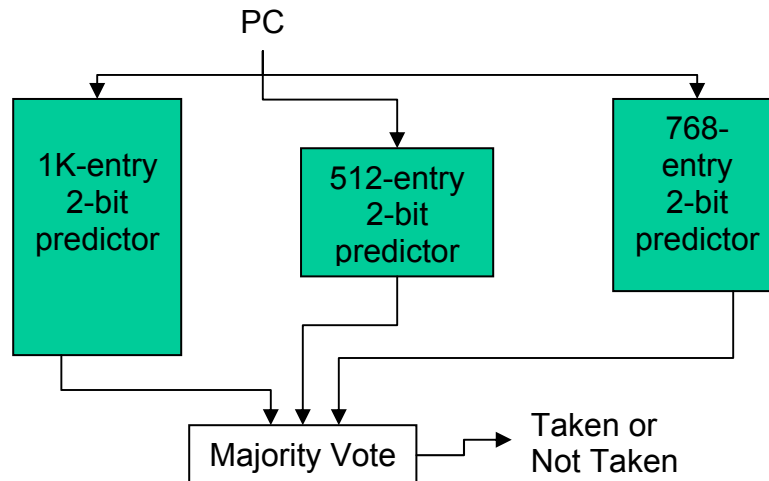 PC
1K-entry
2-bit
predictor
512-entry
2-bit
predictor
768-
entry
2-bit
predictor
Majority Vote
Taken or
Not Taken